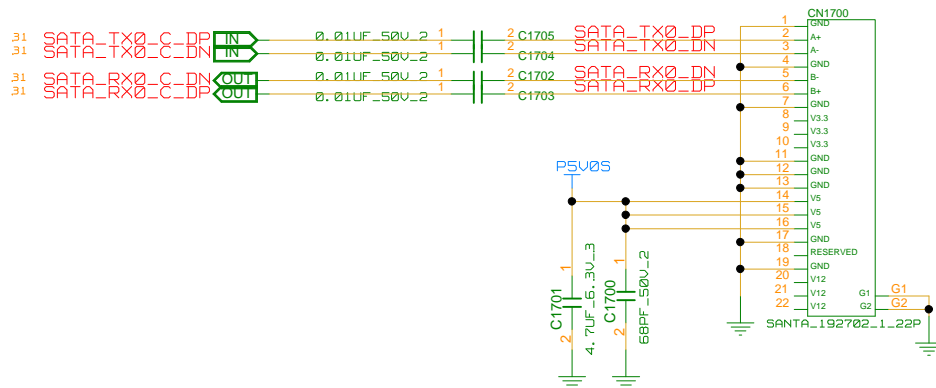 CN1700
31 SATA_TX0_C_DP IN 0.01UF_50V_2 1 2 C1705 SATA_TX0_DP
31 SATA_TX0_C_DN IN 0.01UF_50V_2 1 2 C1704 SATA_TX0_DN
31 SATA_RX0_C_DN OUT 0.01UF_50V_2 1 2 C1702 SATA_RX0_DN
31 SATA_RX0_C_DP OUT 0.01UF_50V_2 1 2 C1703 SATA_RX0_DP
1 GND
2 A+
3 A-
4 GND
5 B-
6 B+
7 GND
8 V3.3
9 V3.3
10 V3.3
11 GND
12 GND
13 GND
14 V5
15 V5
16 V5
17 GND
18 RESERVED
19 GND
20 V12
21 V12
22 V12
G1 G1
G2 G2
SANTA_192702_1_22P
P5V0S
1 C1701 2 4.7UF_6.3V_3
1 C1700 2 68PF_50V_2